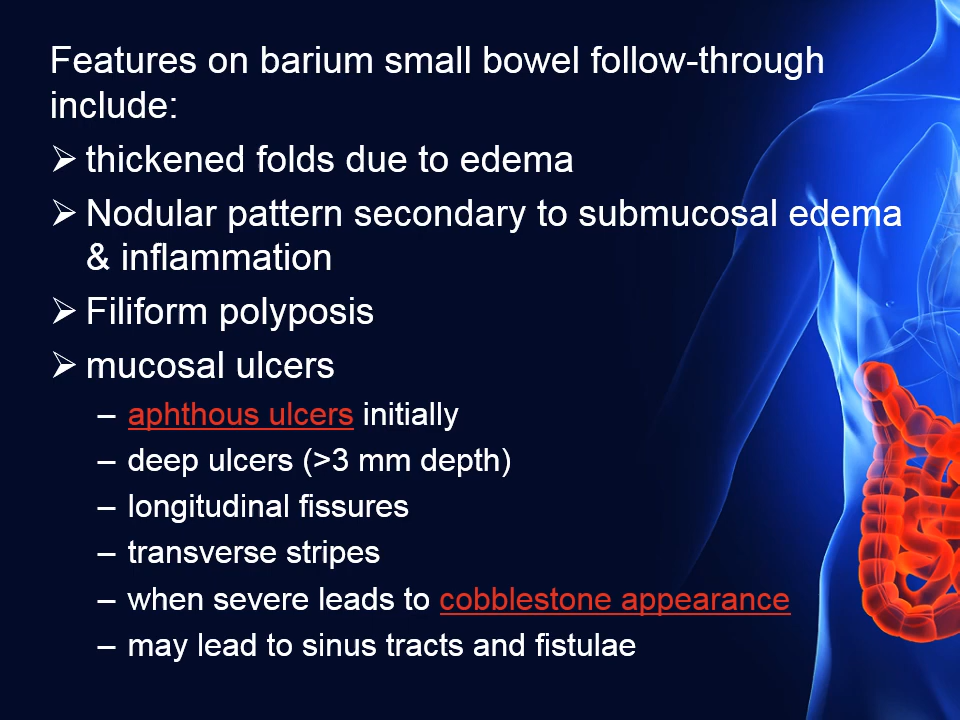 Features on barium small bowel follow-through
include:
➢ thickened folds due to edema
➢ Nodular pattern secondary to submucosal edema
& inflammation
➢ Filiform polyposis
➢ mucosal ulcers
– aphthous ulcers initially
– deep ulcers (>3 mm depth)
– longitudinal fissures
– transverse stripes
– when severe leads to cobblestone appearance
– may lead to sinus tracts and fistulae